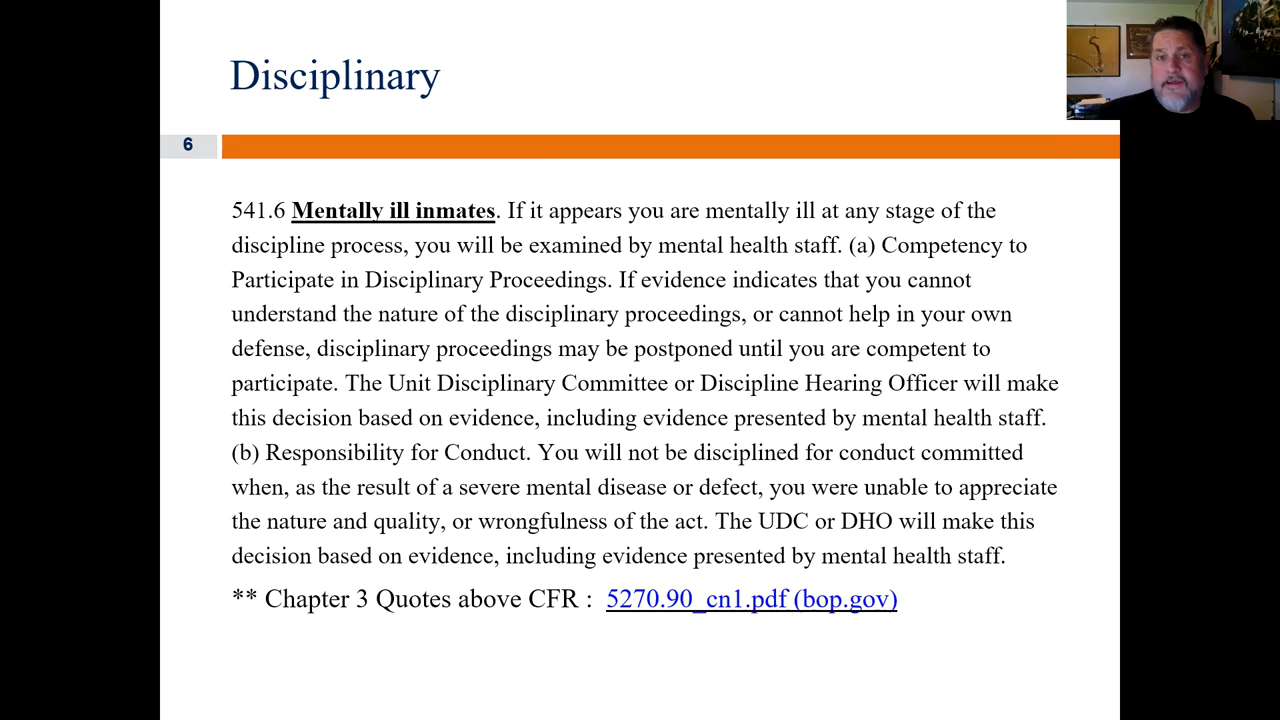 Disciplinary
6
541.6 Mentally ill inmates. If it appears you are mentally ill at any stage of the
discipline process, you will be examined by mental health staff. (a) Competency to
Participate in Disciplinary Proceedings. If evidence indicates that you cannot
understand the nature of the disciplinary proceedings, or cannot help in your own
defense, disciplinary proceedings may be postponed until you are competent to
participate. The Unit Disciplinary Committee or Discipline Hearing Officer will make
this decision based on evidence, including evidence presented by mental health staff.
(b) Responsibility for Conduct. You will not be disciplined for conduct committed
when, as the result of a severe mental disease or defect, you were unable to appreciate
the nature and quality, or wrongfulness of the act. The UDC or DHO will make this
decision based on evidence, including evidence presented by mental health staff.
** Chapter 3 Quotes above CFR : 5270.90_cn1.pdf (bop.gov)